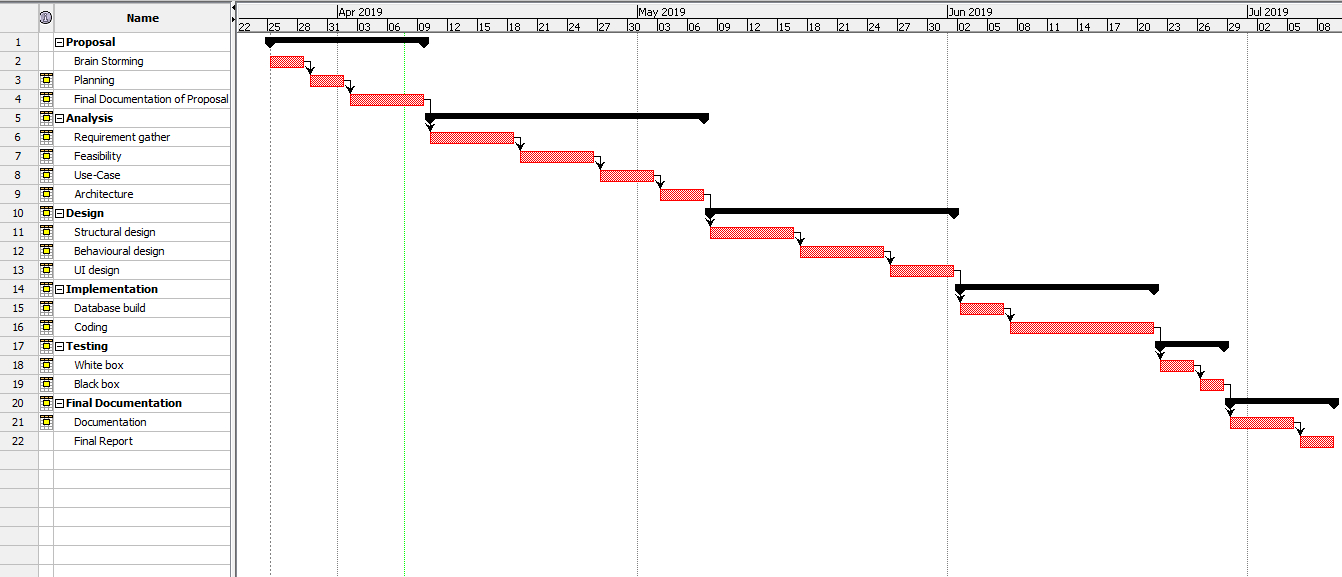 Name
Apr 2019 May 2019 Jun 2019 Jul 2019
22 25 28 31 03 06 09 12 15 18 21 24 27 30 03 06 09 12 15 18 21 24 27 30 02 05 08 11 14 17 20 23 26 29 02 05 08
1 Proposal
2 Brain Storming
3 Planning
4 Final Documentation of Proposal
5 Analysis
6 Requirement gather
7 Feasibility
8 Use-Case
9 Architecture
10 Design
11 Structural design
12 Behavioural design
13 UI design
14 Implementation
15 Database build
16 Coding
17 Testing
18 White box
19 Black box
20 Final Documentation
21 Documentation
22 Final Report